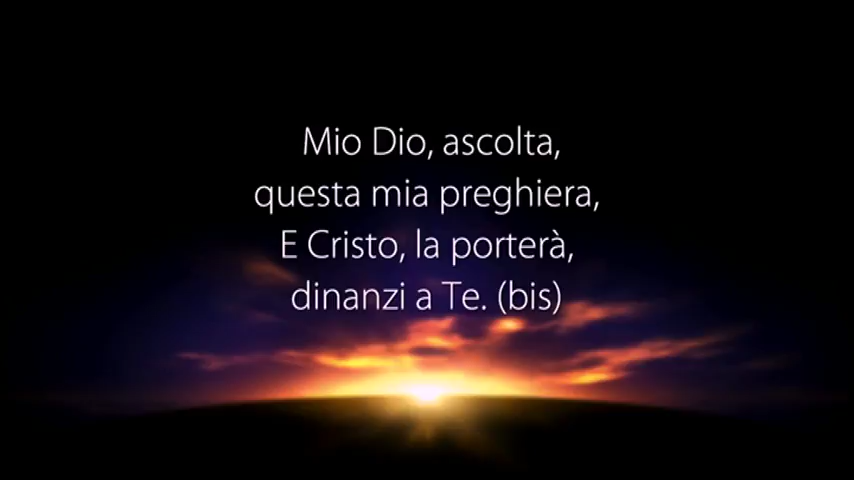 Mio Dio, ascolta,
questa mia preghiera,
E Cristo, la porterà,
dinanzi a Te. (bis)